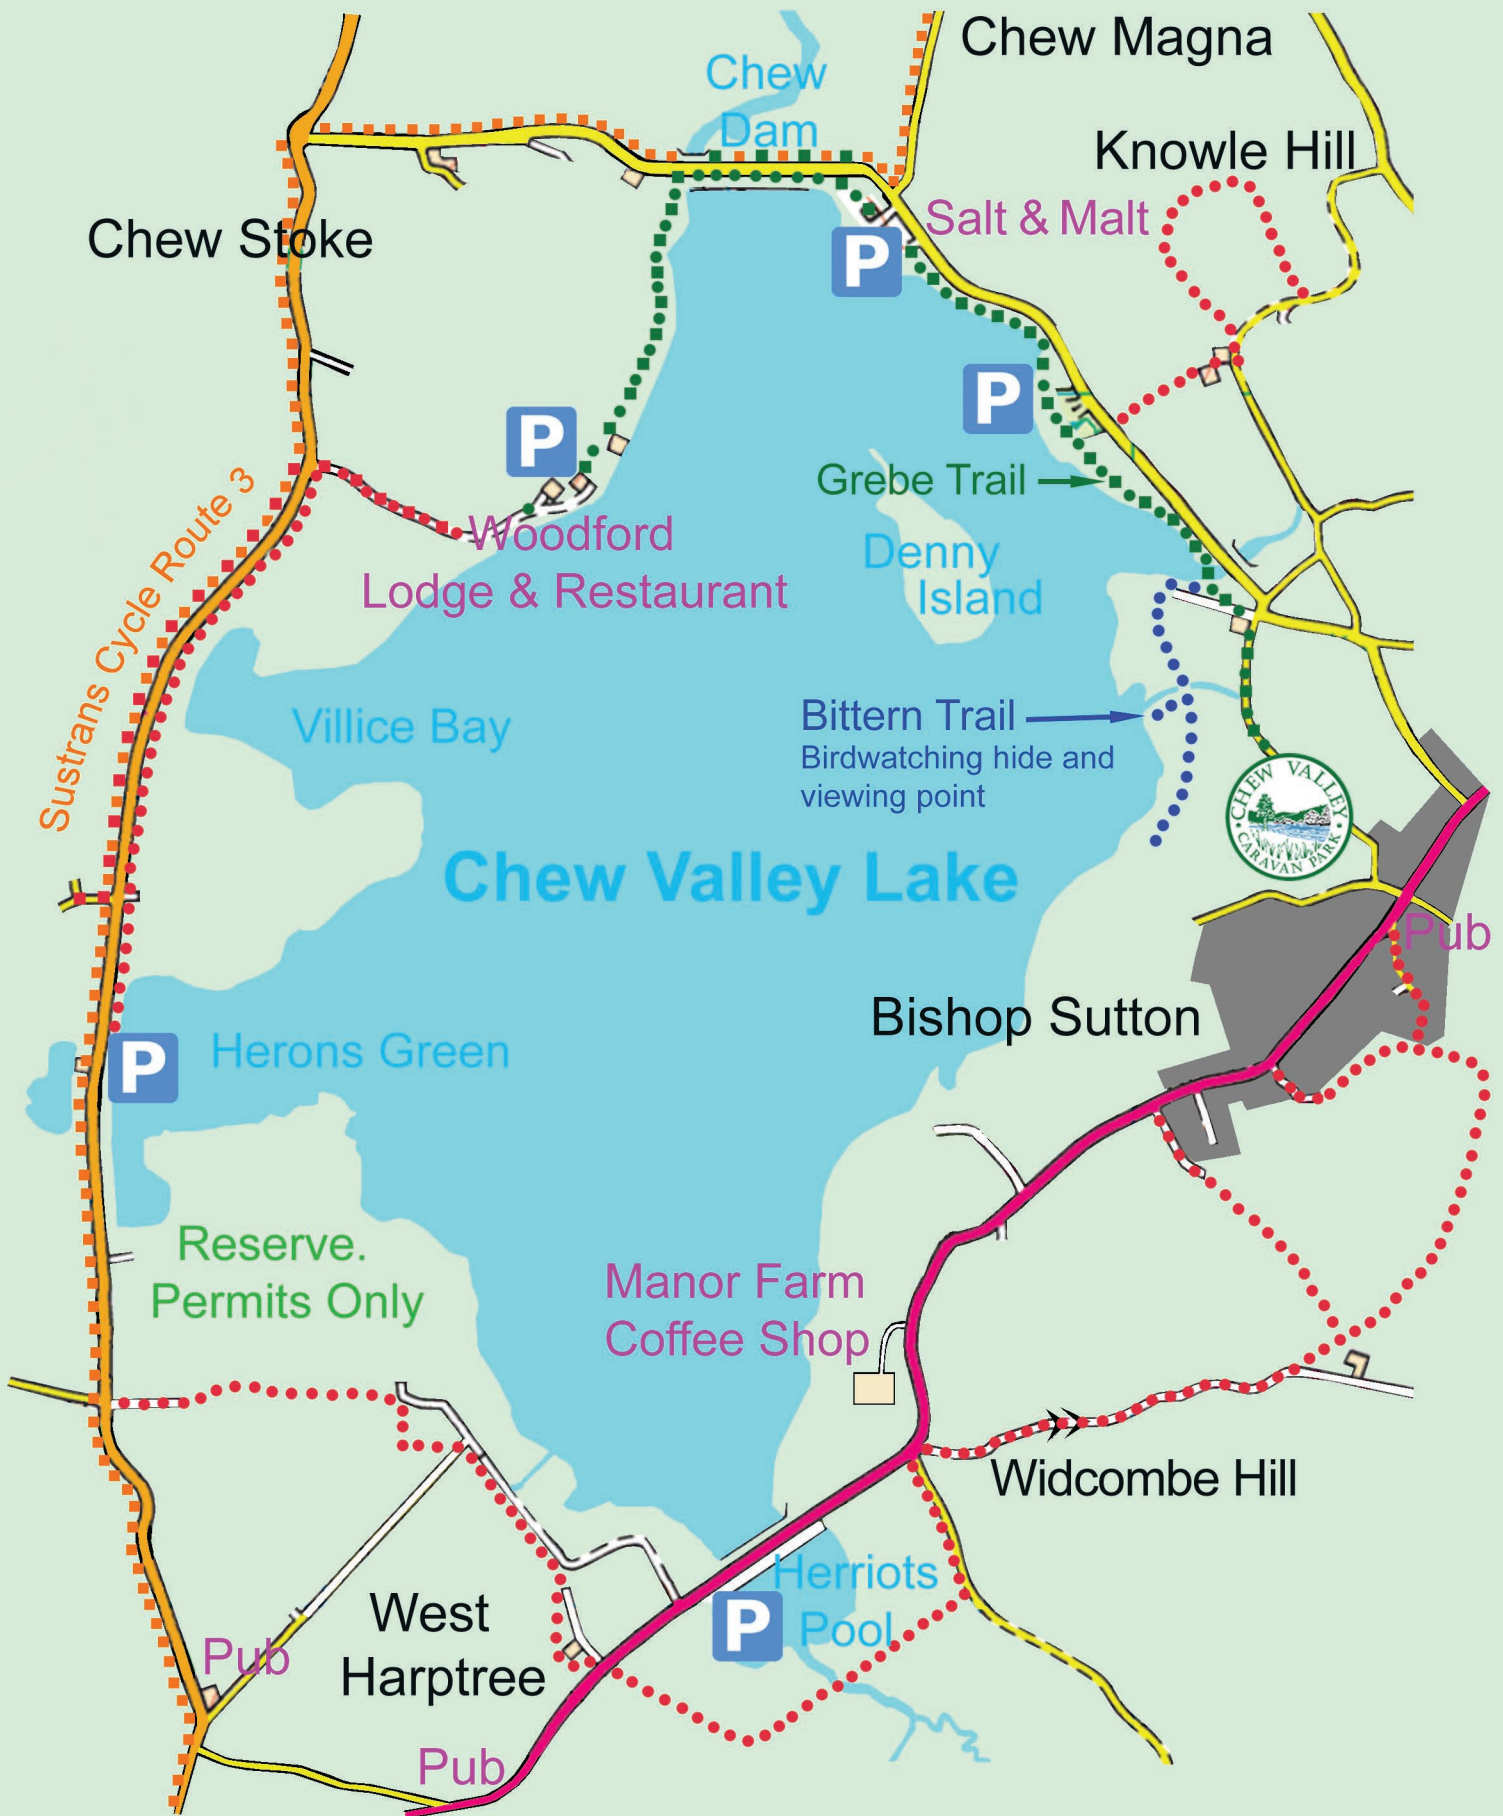 Chew Magna
Chew
Dam
Knowle Hill
Salt & Malt
Chew Stoke
P
P
P
Grebe Trail
Woodford
Lodge & Restaurant
Denny
Island
Sustrans Cycle Route 3
Villice Bay
Bittern Trail
Birdwatching hide and
viewing point
CHEW VALLEY
CARAVAN PARK
Chew Valley Lake
Pub
Bishop Sutton
P
Herons Green
Reserve.
Permits Only
Manor Farm
Coffee Shop
Widcombe Hill
Herriots
Pool
P
West
Harptree
Pub
Pub